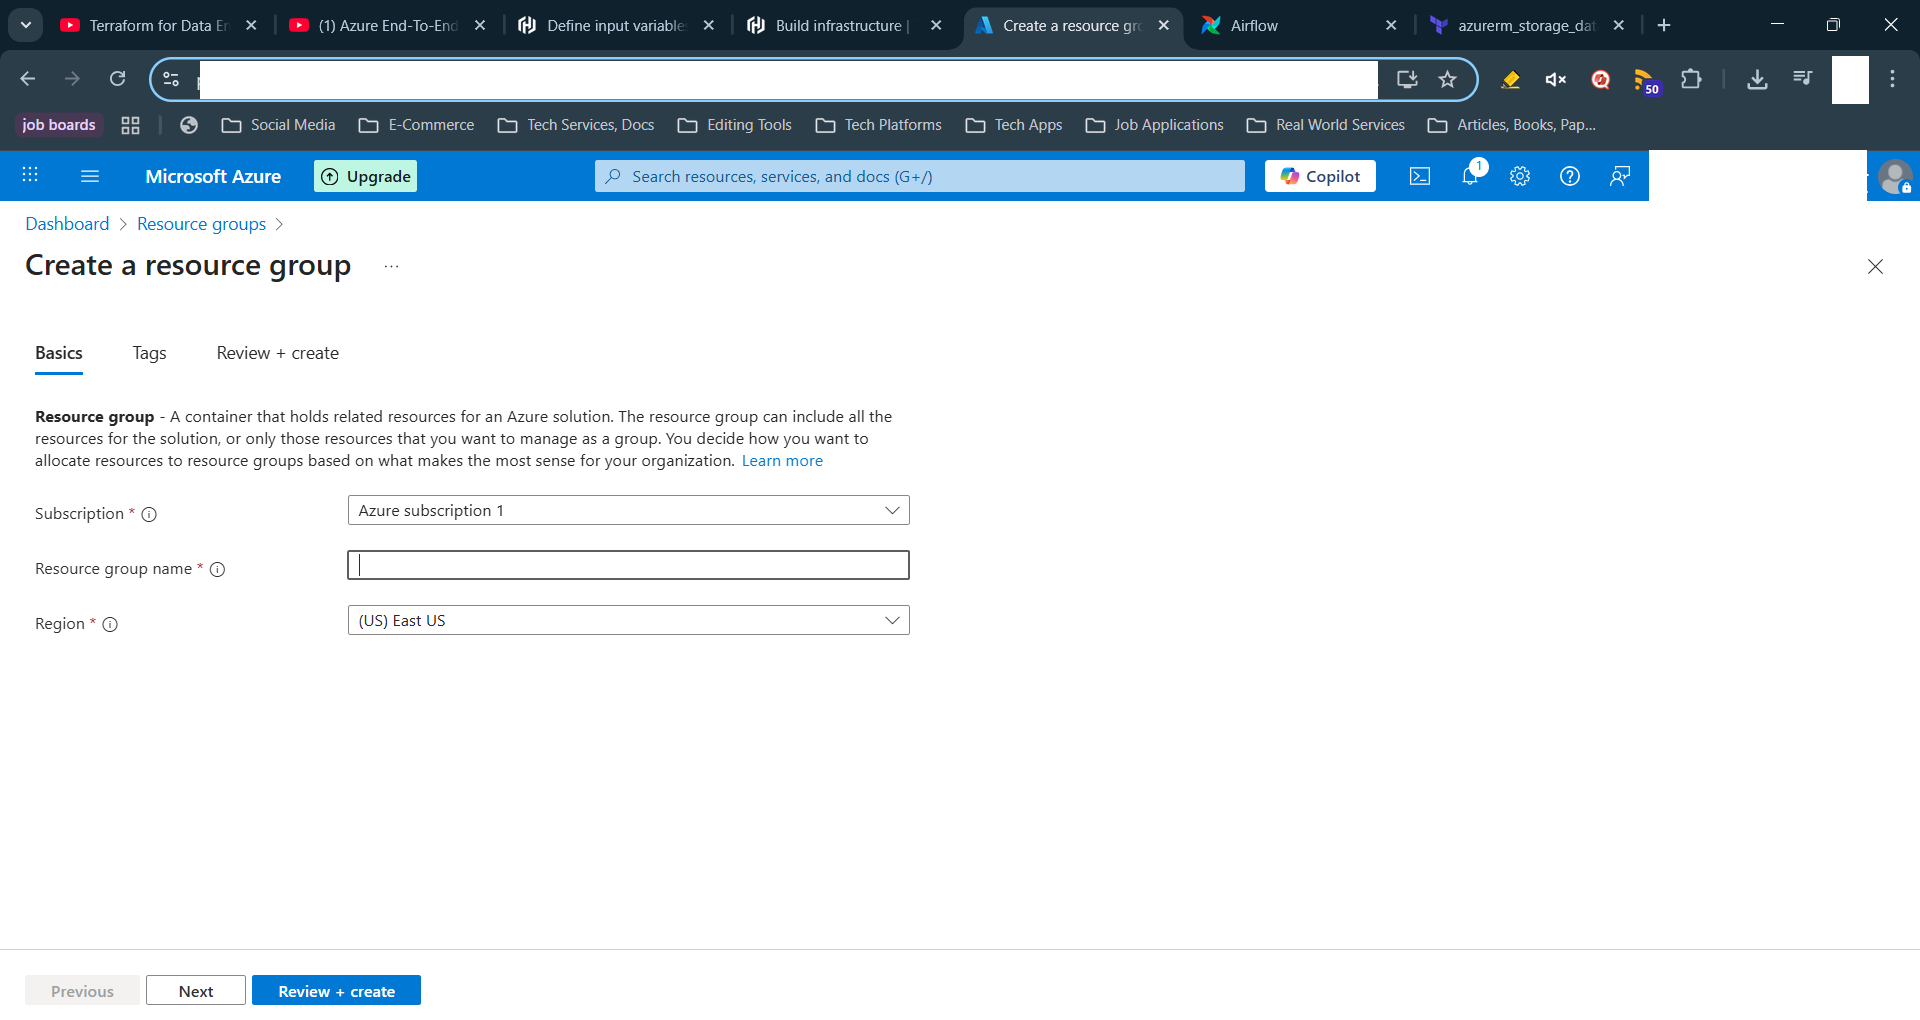 Terraform for Data En
(1) Azure End-To-End
Define input variable
Build infrastructure |
Create a resource gro
Airflow
azurerm_storage_dat
50
job boards
Social Media
E-Commerce
Tech Services, Docs
Editing Tools
Tech Platforms
Tech Apps
Job Applications
Real World Services
Articles, Books, Pap...
Microsoft Azure
Upgrade
Search resources, services, and docs (G+/)
Copilot
1
Dashboard > Resource groups >
Create a resource group ...
Basics
Tags
Review + create
Resource group - A container that holds related resources for an Azure solution. The resource group can include all the
resources for the solution, or only those resources that you want to manage as a group. You decide how you want to
allocate resources to resource groups based on what makes the most sense for your organization. Learn more
Subscription *
Azure subscription 1
Resource group name *
Region *
(US) East US
Previous
Next
Review + create